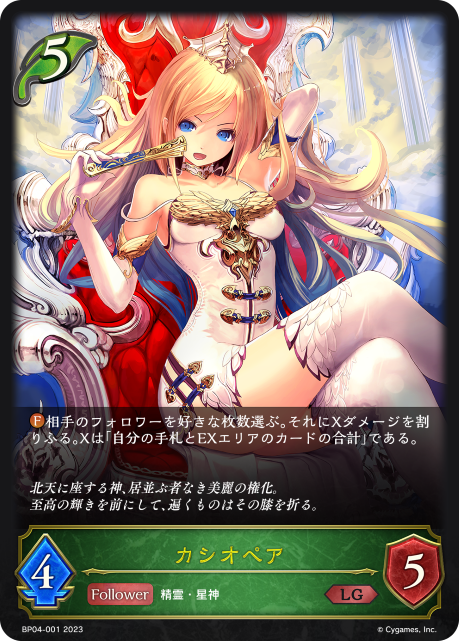 5
F 相手のフォロワーを好きな枚数選ぶ。それにXダメージを割
りふる。Xは「自分の手札とEXエリアのカードの合計」である。
北天に座する神、居並ぶ者なき美麗の権化。
至高の輝きを前にして、遍くものはその膝を折る。
カシオペア
4
Follower 精霊・星神
LG
5
BP04-001 2023
© Cygames, Inc.